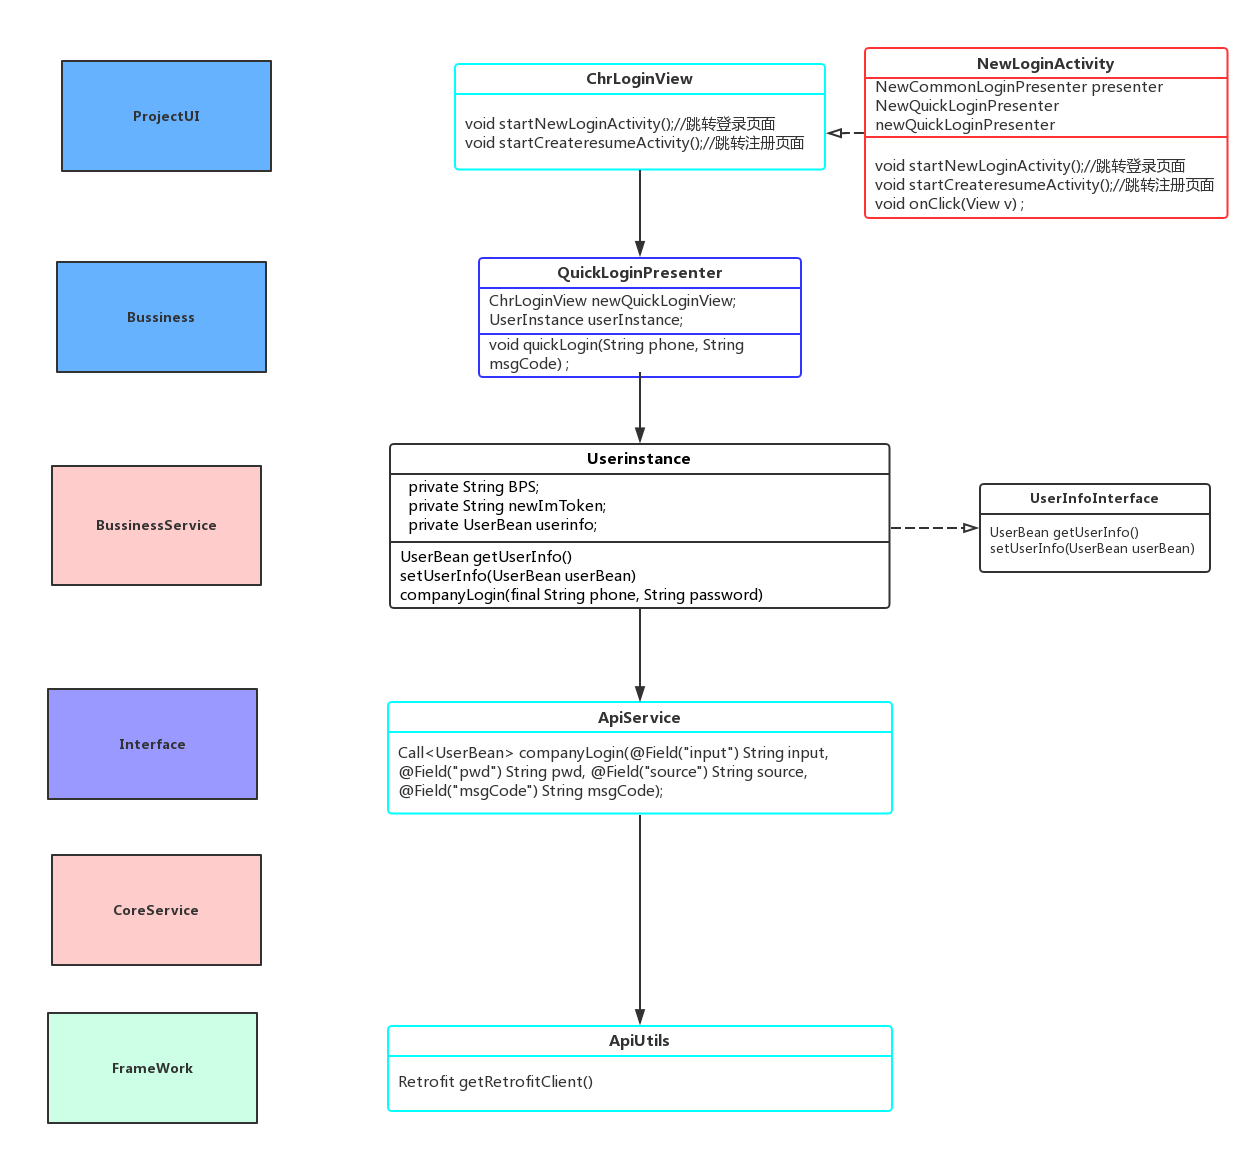 ProjectUI
ChrLoginView
void startNewLoginActivity();//跳转登录页面
void startCreateresumeActivity();//跳转注册页面
NewLoginActivity
NewCommonLoginPresenter presenter
NewQuickLoginPresenter
newQuickLoginPresenter
void startNewLoginActivity();//跳转登录页面
void startCreateresumeActivity();//跳转注册页面
void onClick(View v) ;
Bussiness
QuickLoginPresenter
ChrLoginView newQuickLoginView;
UserInstance userInstance;
void quickLogin(String phone, String
msgCode) ;
BussinessService
Userinstance
private String BPS;
private String newImToken;
private UserBean userinfo;
UserBean getUserInfo()
setUserInfo(UserBean userBean)
companyLogin(final String phone, String password)
UserInfoInterface
UserBean getUserInfo()
setUserInfo(UserBean userBean)
Interface
ApiService
Call<UserBean> companyLogin(@Field("input") String input,
@Field("pwd") String pwd, @Field("source") String source,
@Field("msgCode") String msgCode);
CoreService
FrameWork
ApiUtils
Retrofit getRetrofitClient()